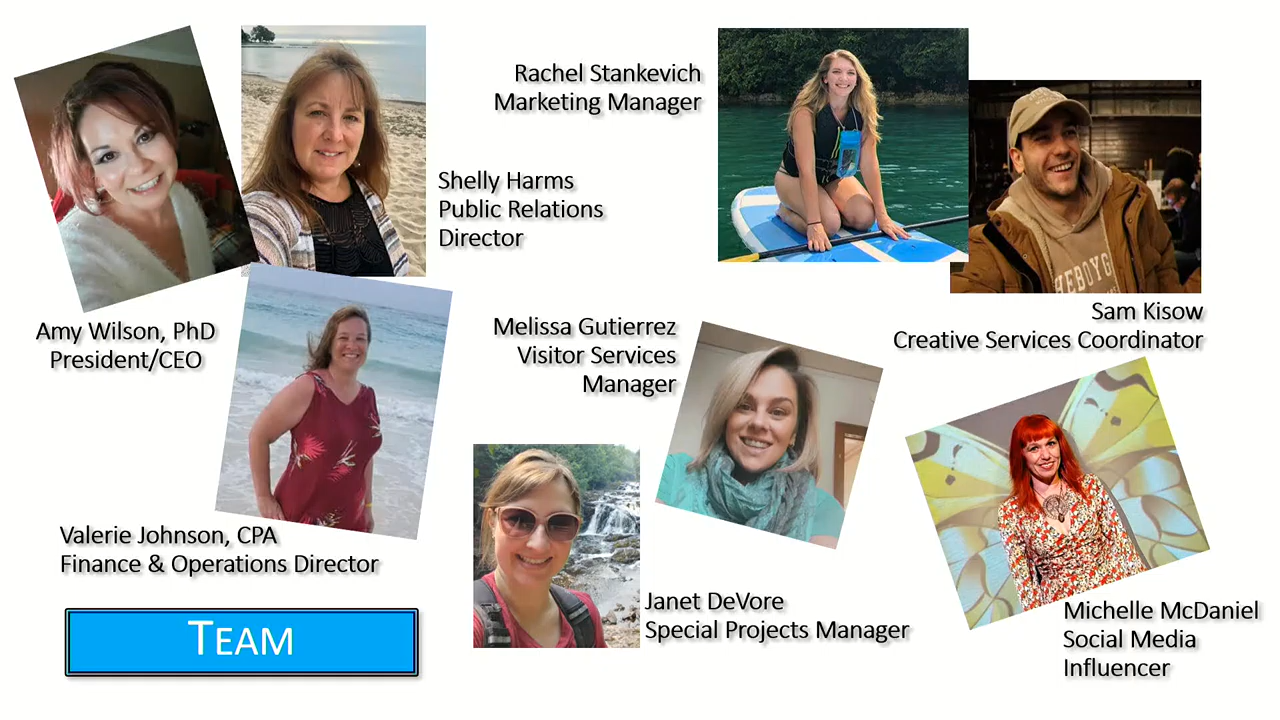 Amy Wilson, PhD
President/CEO
Shelly Harms
Public Relations
Director
Rachel Stankevich
Marketing Manager
Sam Kisow
Creative Services Coordinator
Valerie Johnson, CPA
Finance & Operations Director
Melissa Gutierrez
Visitor Services
Manager
Janet DeVore
Special Projects Manager
Michelle McDaniel
Social Media
Influencer
TEAM